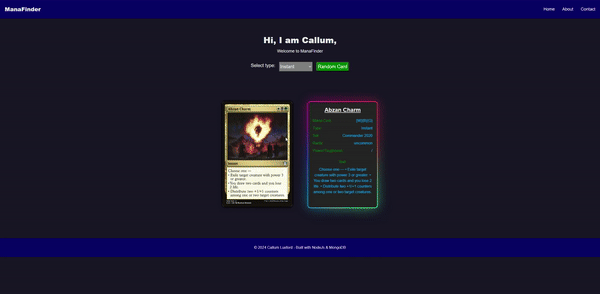 ManaFinder
Home About Contact
Hi, I am Callum,
Welcome to ManaFinder
Select type: Instant Random Card
Abzan Charm
Instant
Choose one —
• Exile target creature with power 3
or greater.
• You draw two cards and you lose
2 life.
• Distribute two +1/+1 counters
among one or two target creatures.
Abzan Charm
Mana Cost:
Type: Instant
Set: Commander 2020
Rarity: uncommon
Power/Toughness: /
Text:
Choose one — • Exile target
creature with power 3 or greater. •
You draw two cards and you lose 2
life. • Distribute two +1/+1 counters
among one or two target creatures.
© 2024 Callum - Built with NodeJs & MongoDB